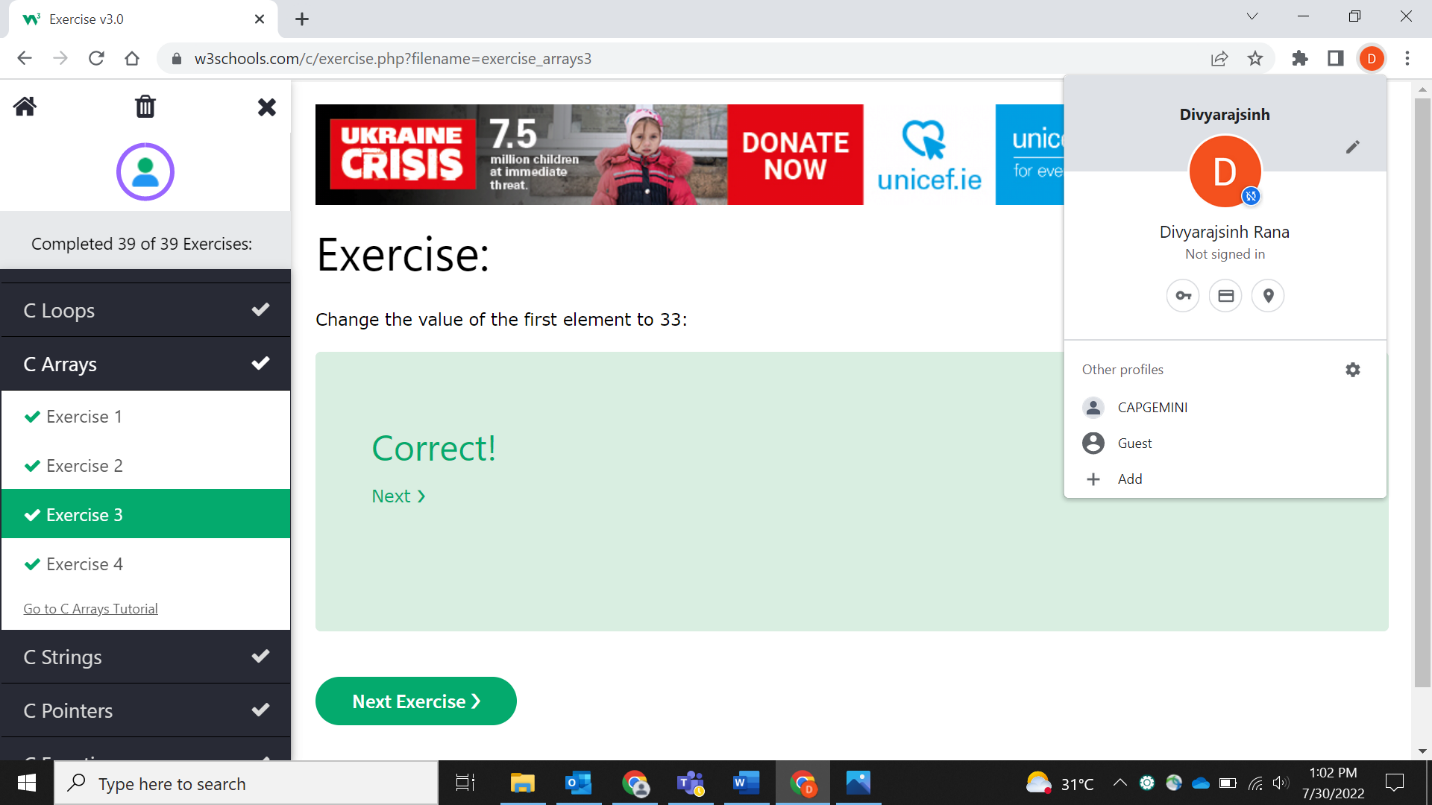 Exercise v3.0
w3schools.com/c/exercise.php?filename=exercise_arrays3
D
Completed 39 of 39 Exercises:
C Loops
C Arrays
Exercise 1
Exercise 2
Exercise 3
Exercise 4
Go to C Arrays Tutorial
C Strings
C Pointers
UKRAINE
CRISIS
7.5
million children
at immediate
threat.
DONATE
NOW
unicef.ie
unic
for eve
Exercise:
Change the value of the first element to 33:
Correct!
Next
Next Exercise
Divyarajsinh
D
Divyarajsinh Rana
Not signed in
Other profiles
CAPGEMINI
Guest
Add
Type here to search
31°C
1:02 PM
7/30/2022